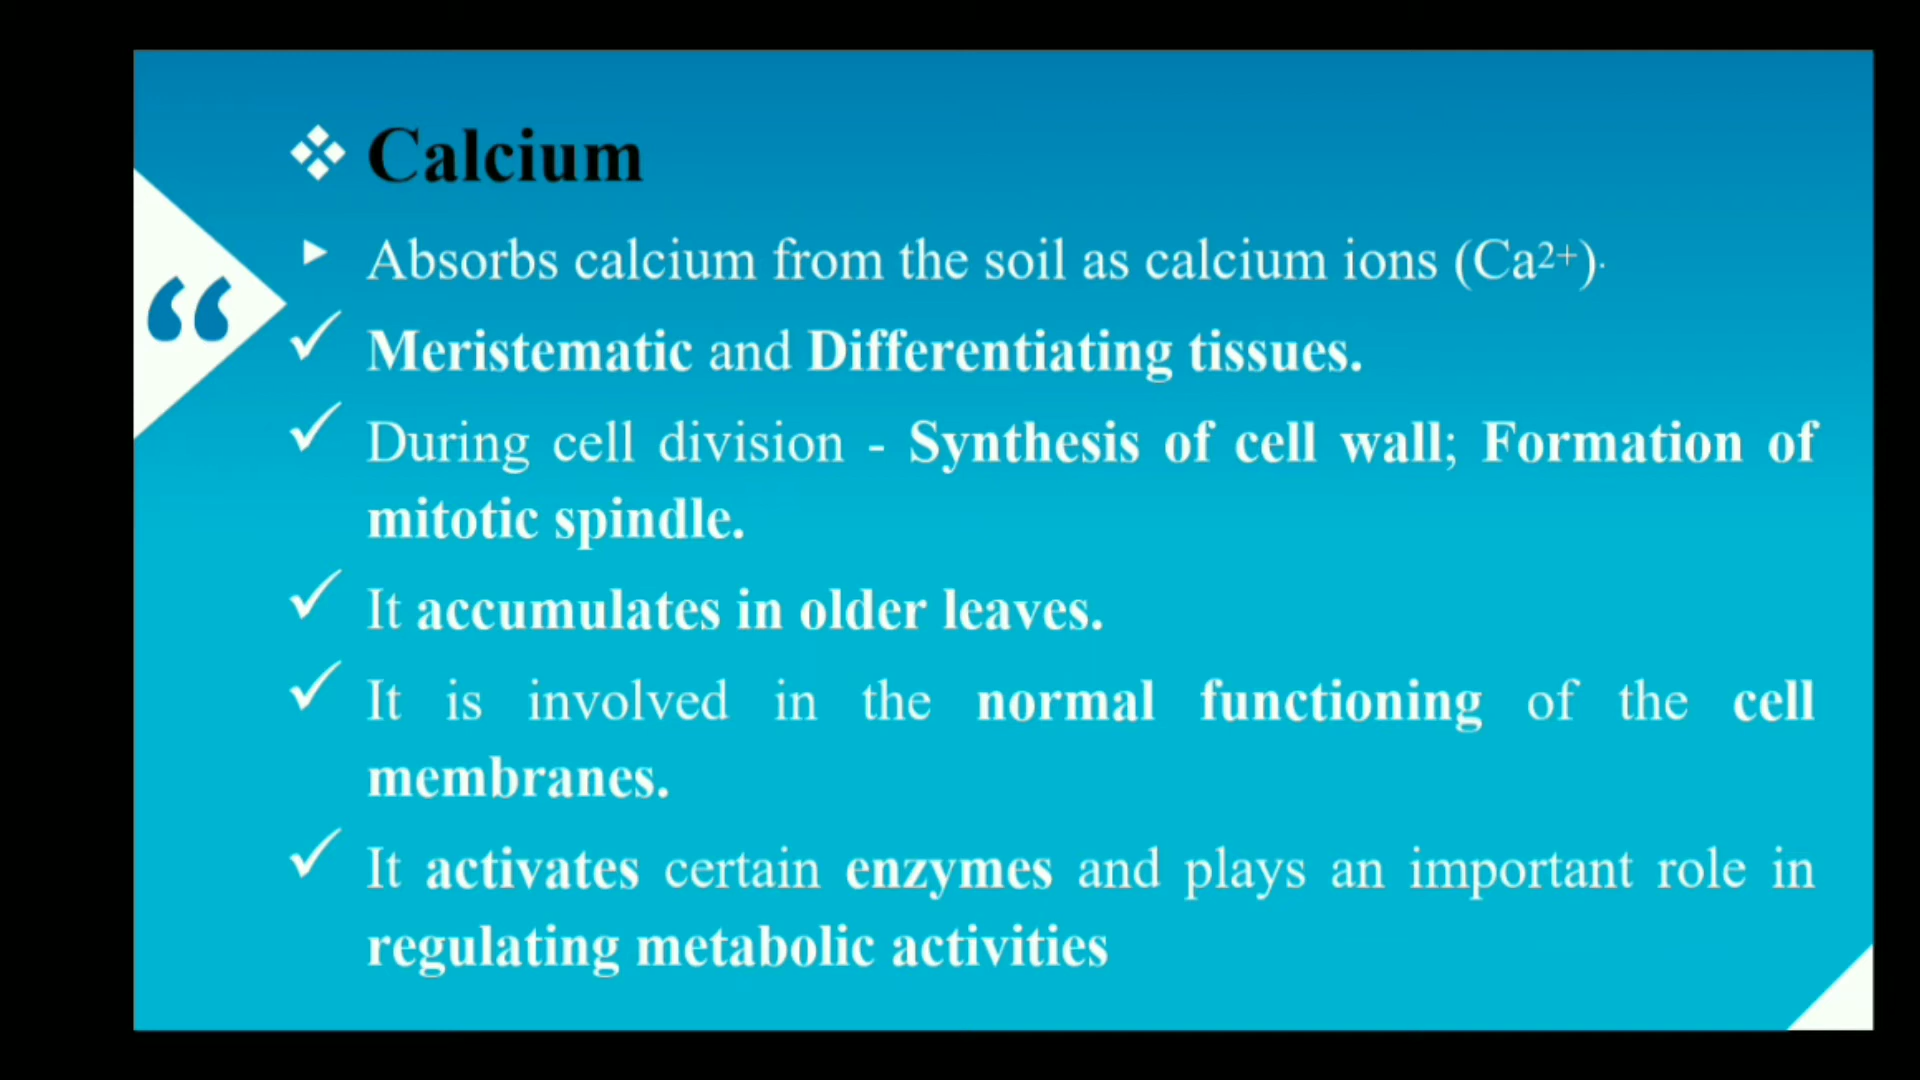 Calcium
Absorbs calcium from the soil as calcium ions (Ca2+).
Meristematic and Differentiating tissues.
During cell division - Synthesis of cell wall; Formation of
mitotic spindle.
It accumulates in older leaves.
It is involved in the normal functioning of the cell
membranes.
It activates certain enzymes and plays an important role in
regulating metabolic activities